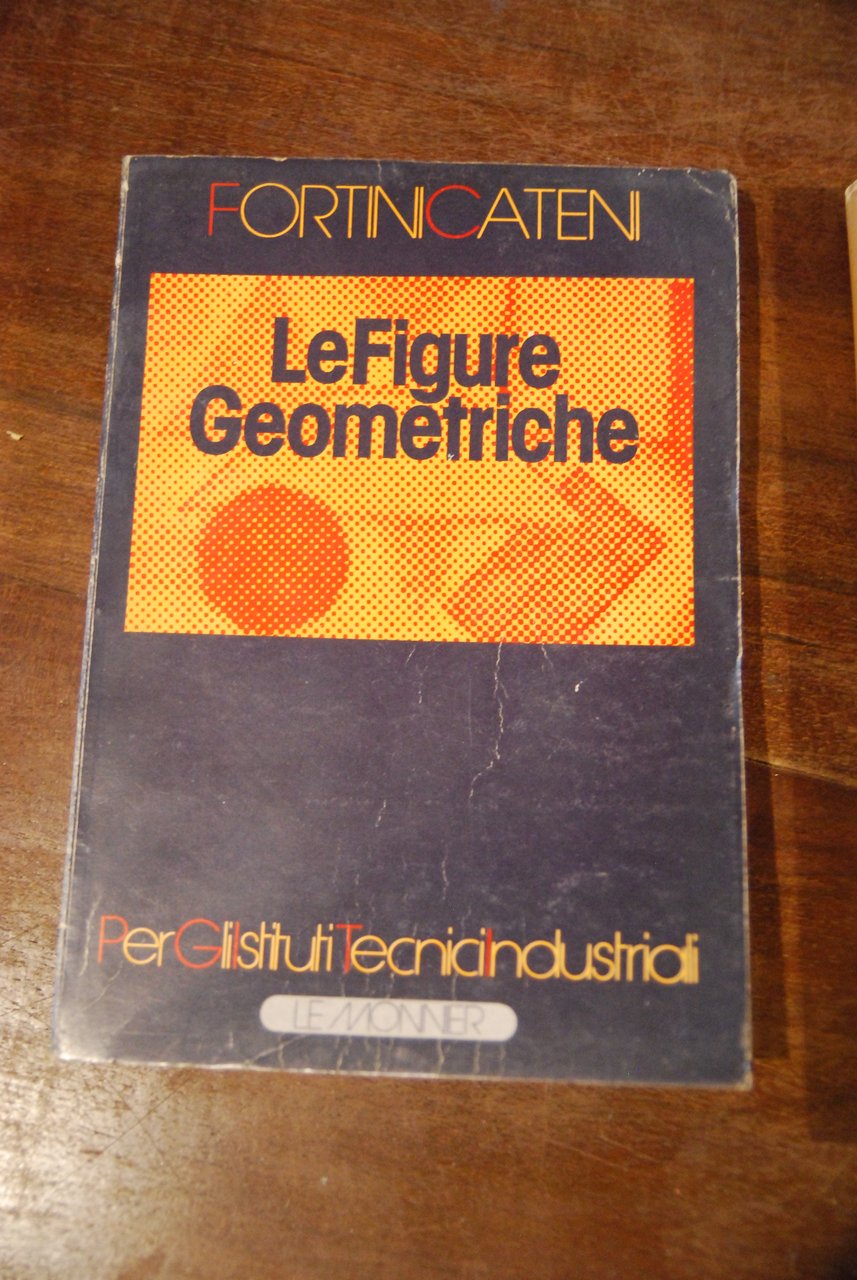 FORTINICATENI
LeFigure
Geometriche
PerGliIstitutiTecniciIndustriali
LE MONNIER